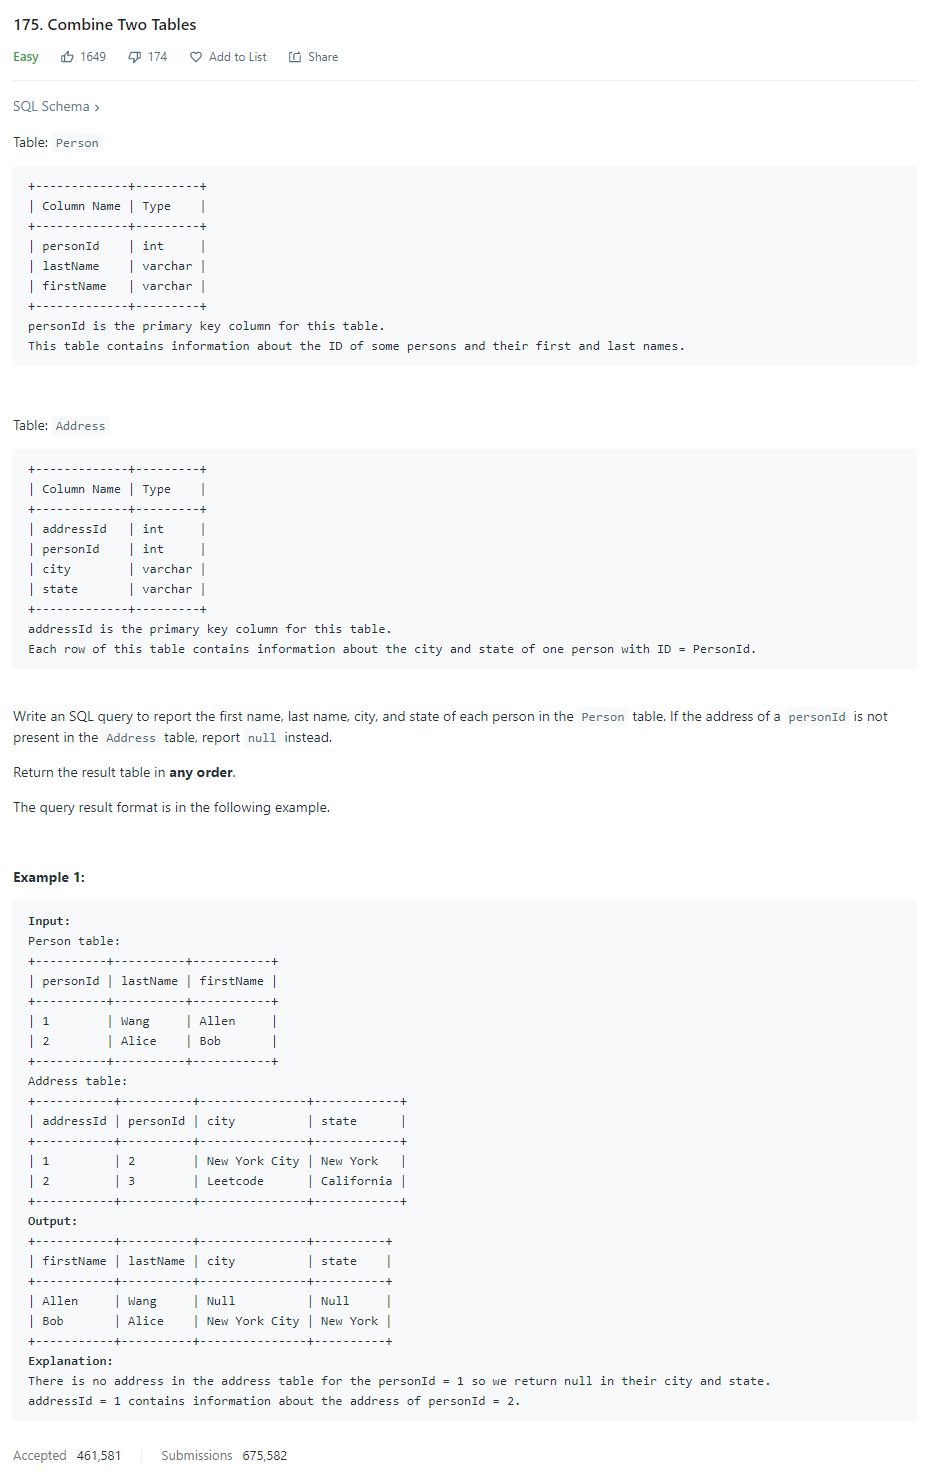 175. Combine Two Tables
Easy 1649 174 Add to List Share
SQL Schema >
Table: Person
+-------------+---------+
| Column Name | Type    |
+-------------+---------+
| personId    | int     |
| lastName    | varchar |
| firstName   | varchar |
+-------------+---------+
personId is the primary key column for this table.
This table contains information about the ID of some persons and their first and last names.
Table: Address
+-------------+---------+
| Column Name | Type    |
+-------------+---------+
| addressId   | int     |
| personId    | int     |
| city        | varchar |
| state       | varchar |
+-------------+---------+
addressId is the primary key column for this table.
Each row of this table contains information about the city and state of one person with ID = PersonId.
Write an SQL query to report the first name, last name, city, and state of each person in the Person table. If the address of a personId is not
present in the Address table, report null instead.
Return the result table in any order.
The query result format is in the following example.
Example 1:
Input:
Person table:
+----------+----------+-----------+
| personId | lastName | firstName |
+----------+----------+-----------+
| 1        | Wang     | Allen     |
| 2        | Alice    | Bob       |
+----------+----------+-----------+
Address table:
+-----------+----------+---------------+------------+
| addressId | personId | city          | state      |
+-----------+----------+---------------+------------+
| 1         | 2        | New York City | New York   |
| 2         | 3        | Leetcode      | California |
+-----------+----------+---------------+------------+
Output:
+-----------+----------+---------------+----------+
| firstName | lastName | city          | state    |
+-----------+----------+---------------+----------+
| Allen     | Wang     | Null          | Null     |
| Bob       | Alice    | New York City | New York |
+-----------+----------+---------------+----------+
Explanation:
There is no address in the address table for the personId = 1 so we return null in their city and state.
addressId = 1 contains information about the address of personId = 2.
Accepted 461,581 Submissions 675,582